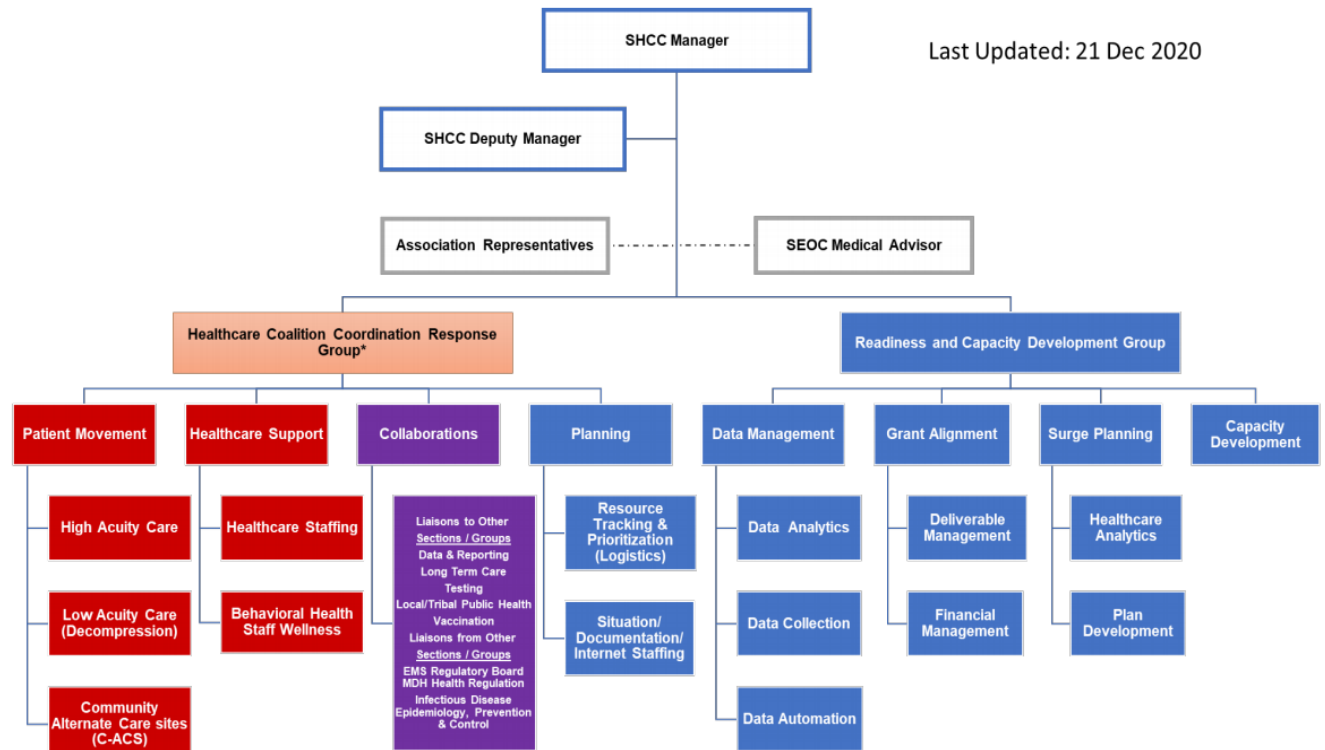 SHCC Manager
Last Updated: 21 Dec 2020
SHCC Deputy Manager
Association Representatives
SEOC Medical Advisor
Healthcare Coalition Coordination Response
Group*
Readiness and Capacity Development Group
Patient Movement
Healthcare Support
Collaborations
Planning
Data Management
Grant Alignment
Surge Planning
Capacity
Development
High Acuity Care
Low Acuity Care
(Decompression)
Community
Alternate Care sites
(C-ACS)
Healthcare Staffing
Behavioral Health
Staff Wellness
Liaisons to Other
Sections / Groups
Data & Reporting
Long Term Care
Testing
Local/Tribal Public Health
Vaccination
Liaisons from Other
Sections / Groups
EMS Regulatory Board
MDH Health Regulation
Infectious Disease
Epidemiology, Prevention
& Control
Resource
Tracking &
Prioritization
(Logistics)
Situation/
Documentation/
Internet Staffing
Data Analytics
Data Collection
Data Automation
Deliverable
Management
Financial
Management
Healthcare
Analytics
Plan
Development